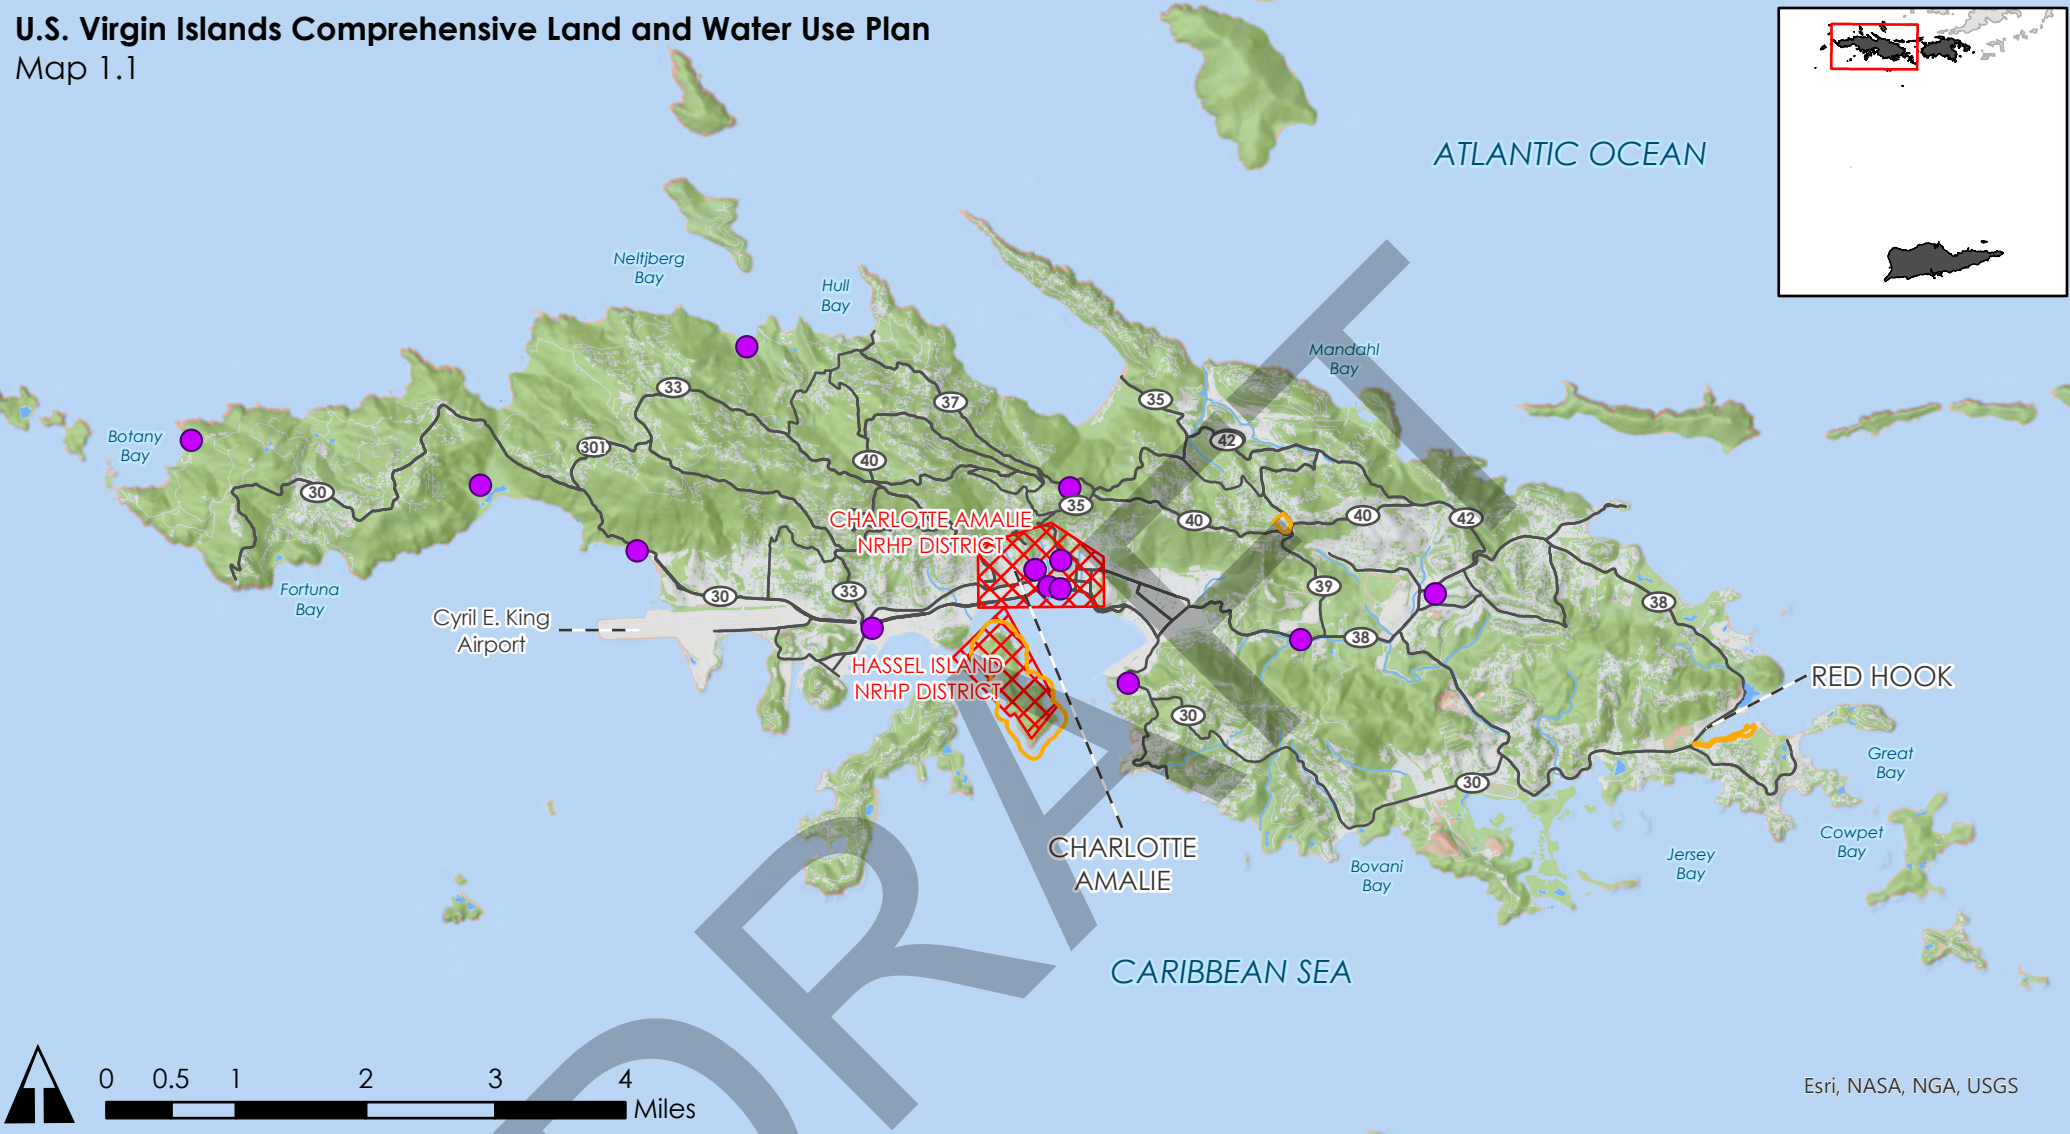 U.S. Virgin Islands Comprehensive Land and Water Use Plan
Map 1.1
ATLANTIC OCEAN
Neltjberg
Bay
Hull
Bay
Mandahl
Bay
33
37
35
Botany
Bay
301
42
40
30
35
40
40
42
CHARLOTTE AMALIE
NRHP DISTRICT
Fortuna
Bay
30
33
39
38
Cyril E. King
Airport
38
HASSEL ISLAND
NRHP DISTRICT
RED HOOK
30
Great
Bay
30
CHARLOTTE
AMALIE
Bovani
Bay
Jersey
Bay
Cowpet
Bay
CARIBBEAN SEA
DRAFT
0 0.5 1 2 3 4
Miles
Esri, NASA, NGA, USGS